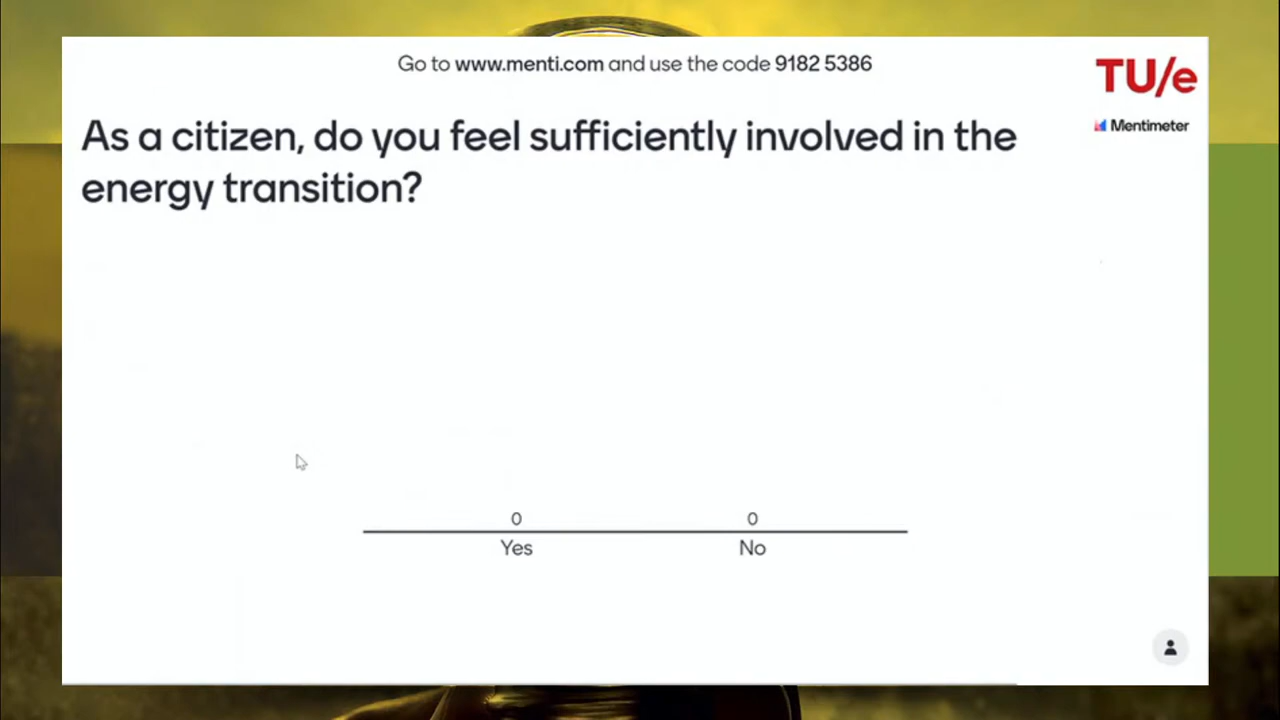 Go to www.menti.com and use the code 9182 5386
TU/e
Mentimeter
As a citizen, do you feel sufficiently involved in the
energy transition?
0
0
Yes
No